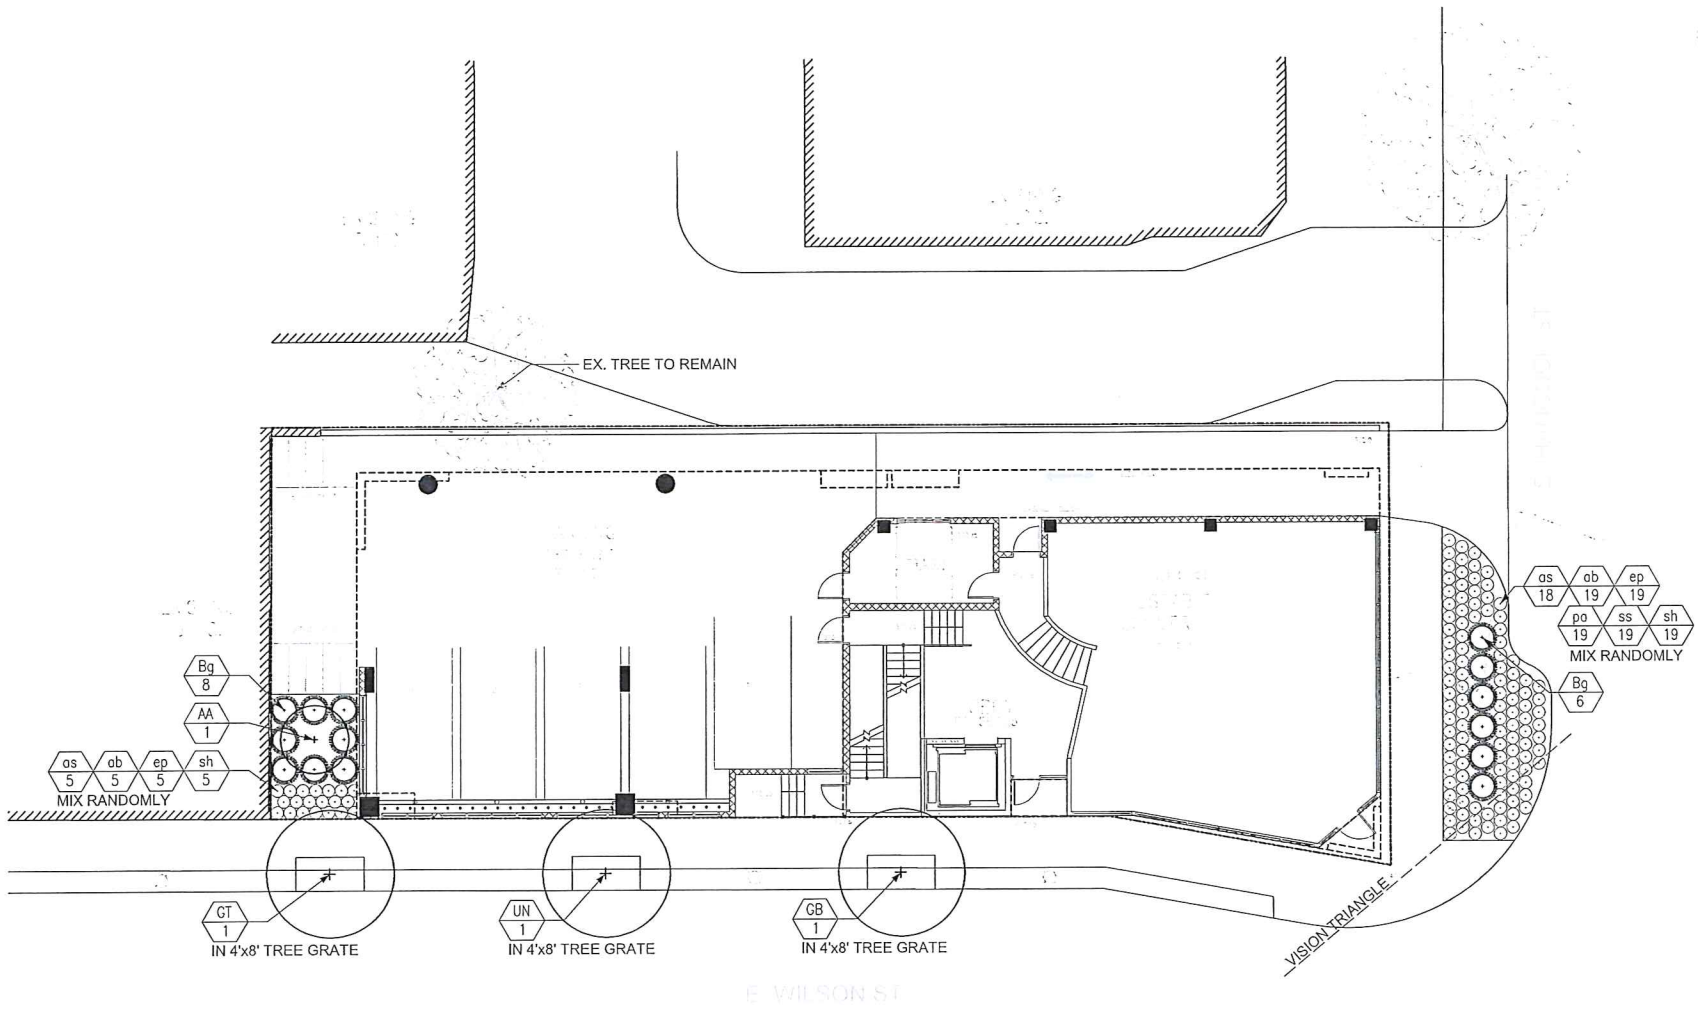 EX. TREE TO REMAIN
as ab ep
18 19 19
pa ss sh
19 19 19
MIX RANDOMLY
Bg
6
Bg
8
AA
1
as ab ep sh
5 5 5 5
MIX RANDOMLY
GT
1
IN 4'x8' TREE GRATE
UN
1
IN 4'x8' TREE GRATE
GB
1
IN 4'x8' TREE GRATE
VISION TRIANGLE
E. WILSON ST